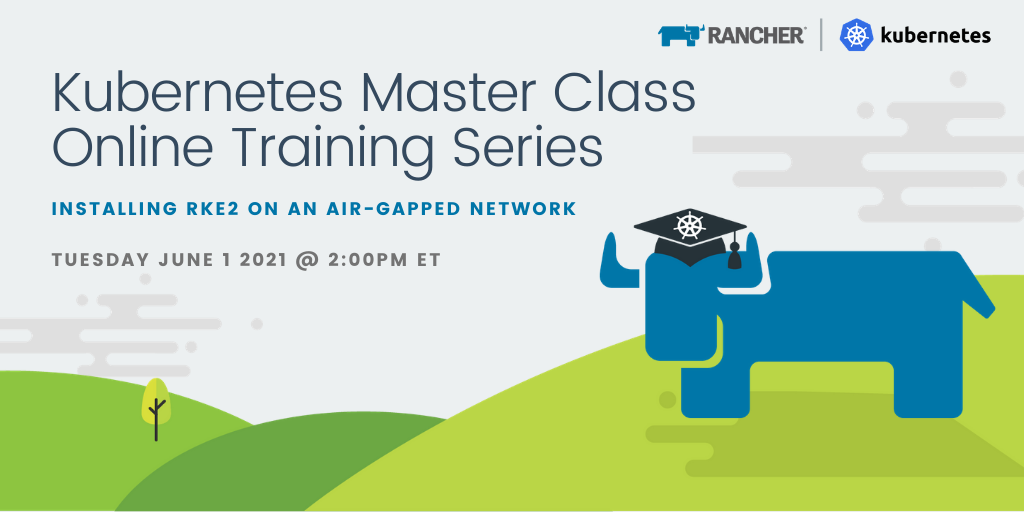 RANCHER® | kubernetes
Kubernetes Master Class
Online Training Series
INSTALLING RKE2 ON AN AIR-GAPPED NETWORK
TUESDAY JUNE 1 2021 @ 2:00PM ET